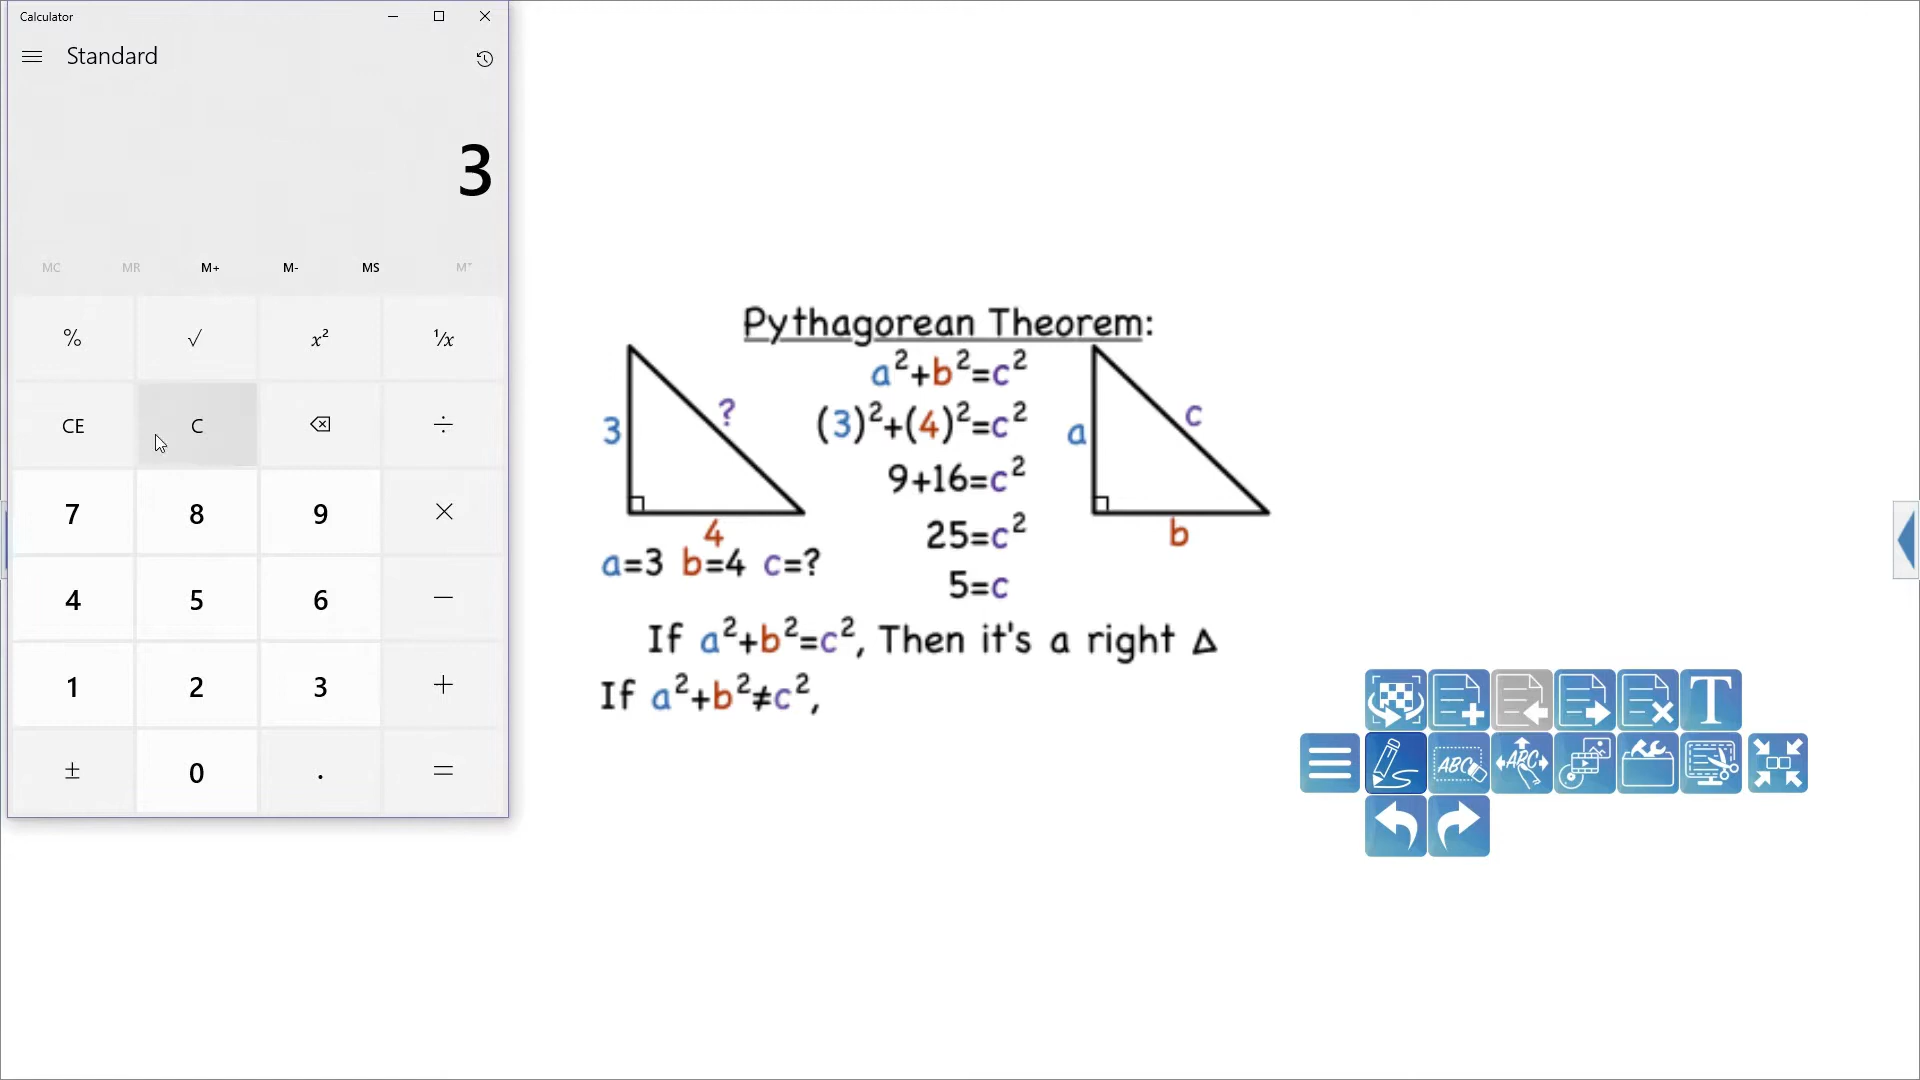 Calculator
Standard
3
MC MR M+ M- MS M˅
% √ x² ¹/x
CE C ÷
7 8 9 ×
4 5 6 −
1 2 3 +
± 0 . =
Pythagorean Theorem:
a²+b²=c²
(3)²+(4)²=c²
9+16=c²
25=c²
5=c
3
?
4
a=3 b=4 c=?
a
c
b
If a²+b²=c², Then it's a right Δ
If a²+b²≠c²,
T
ABC
ABC